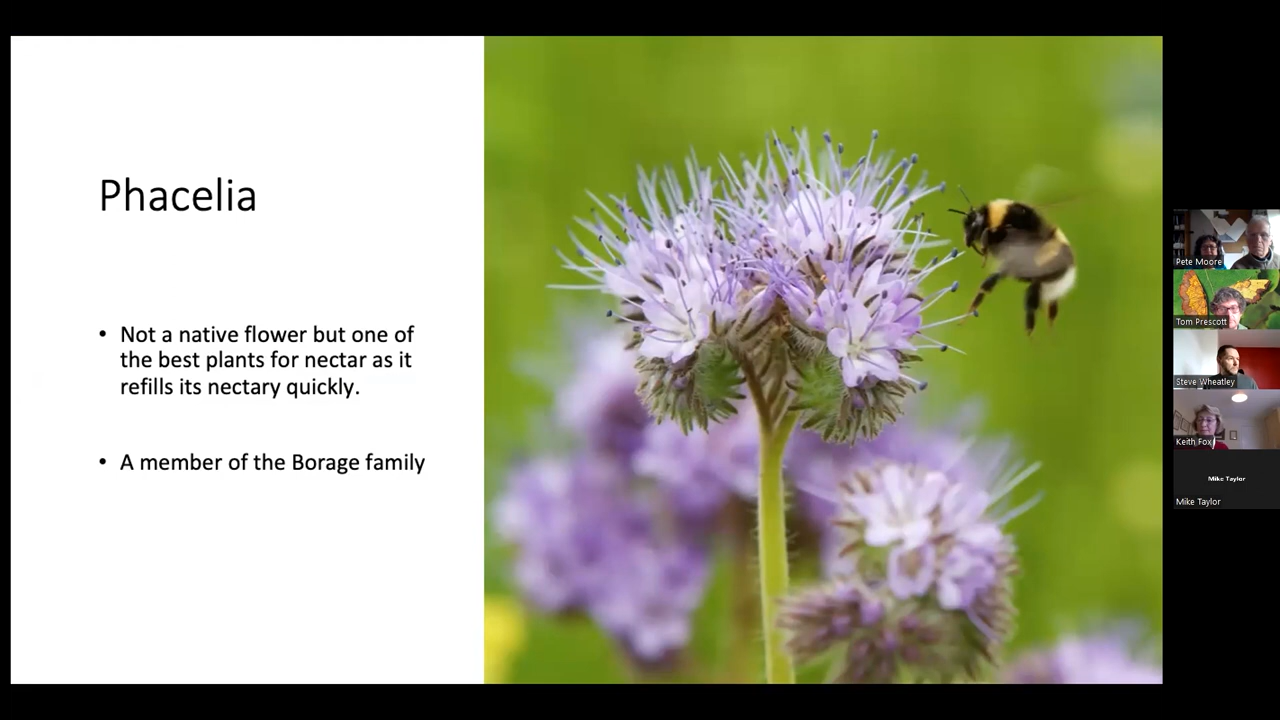 Phacelia
• Not a native flower but one of
the best plants for nectar as it
refills its nectary quickly.
• A member of the Borage family
Pete Moore
Tom Prescott
Steve Wheatley
Keith Fox
Mike Taylor
Mike Taylor